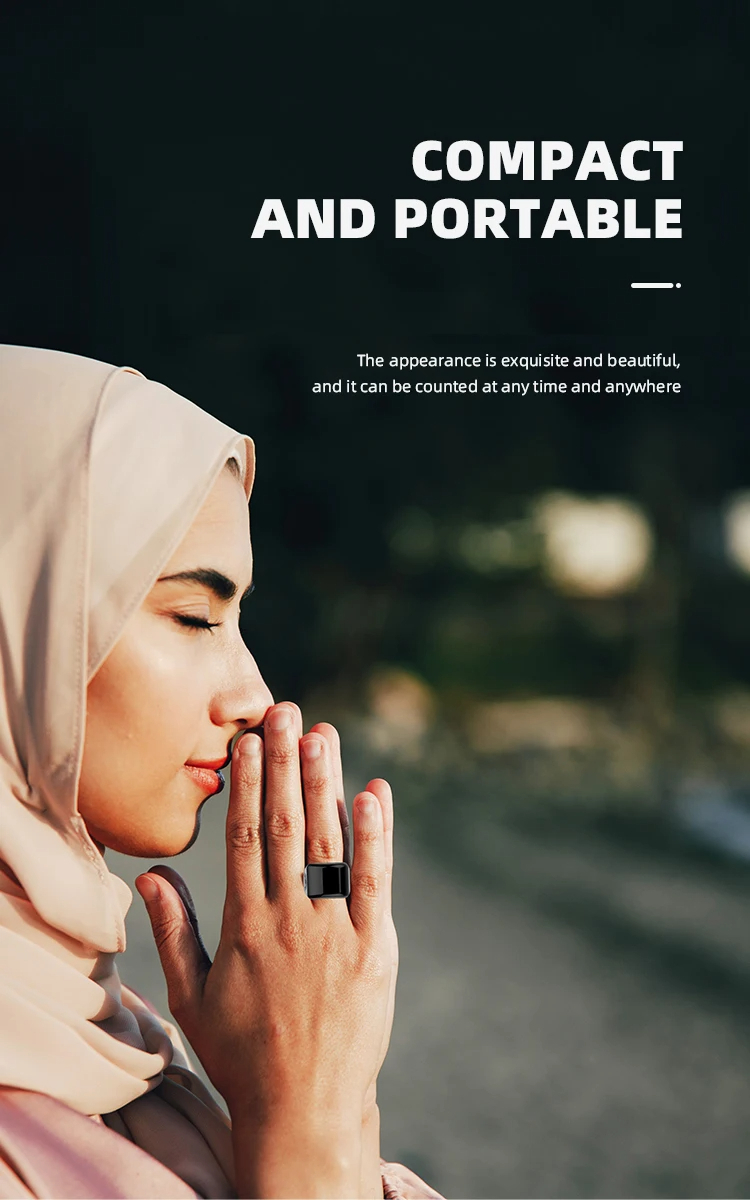 COMPACT
AND PORTABLE
The appearance is exquisite and beautiful,
and it can be counted at any time and anywhere